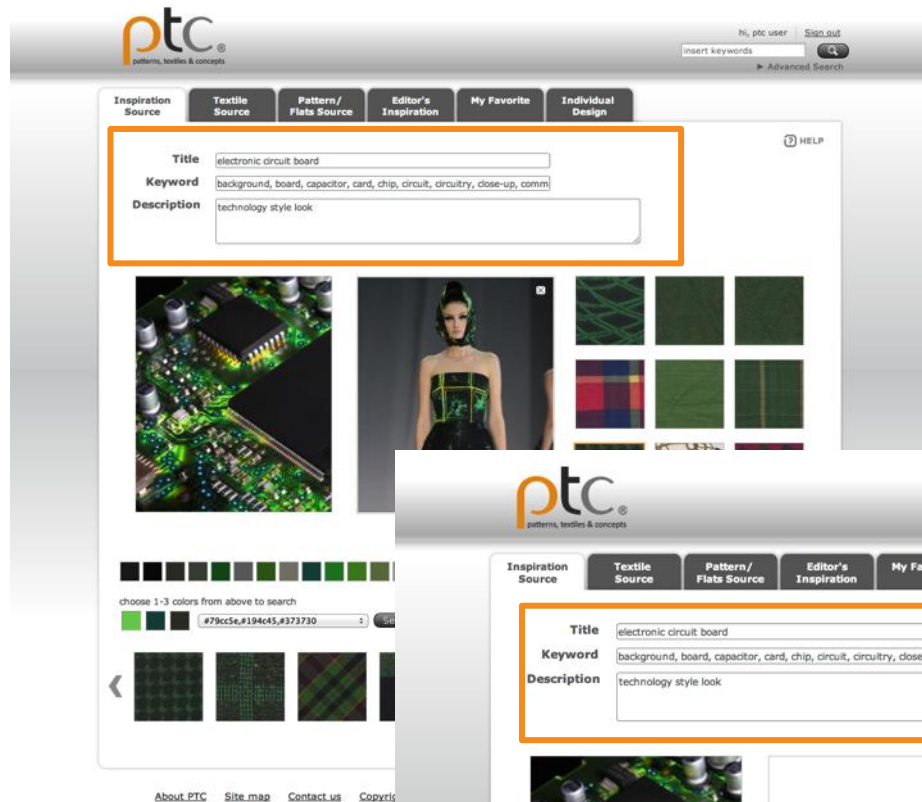 ptc®
patterns, textiles & concepts
hi, ptc user Sign out
insert keywords
▶ Advanced Search
Inspiration Source
Textile Source
Pattern/ Flats Source
Editor's Inspiration
My Favorite
Individual Design
HELP
Title electronic circuit board
Keyword background, board, capacitor, card, chip, circuit, circuitry, close-up, comm
Description technology style look
choose 1-3 colors from above to search
#79cc5e,#194c45,#373730
About PTC Site map Contact us
ptc®
patterns, textiles & concepts
Inspiration Source
Textile Source
Pattern/ Flats Source
Editor's Inspiration
My Fa
Title electronic circuit board
Keyword background, board, capacitor, card, chip, circuit, circuitry, close
Description technology style look